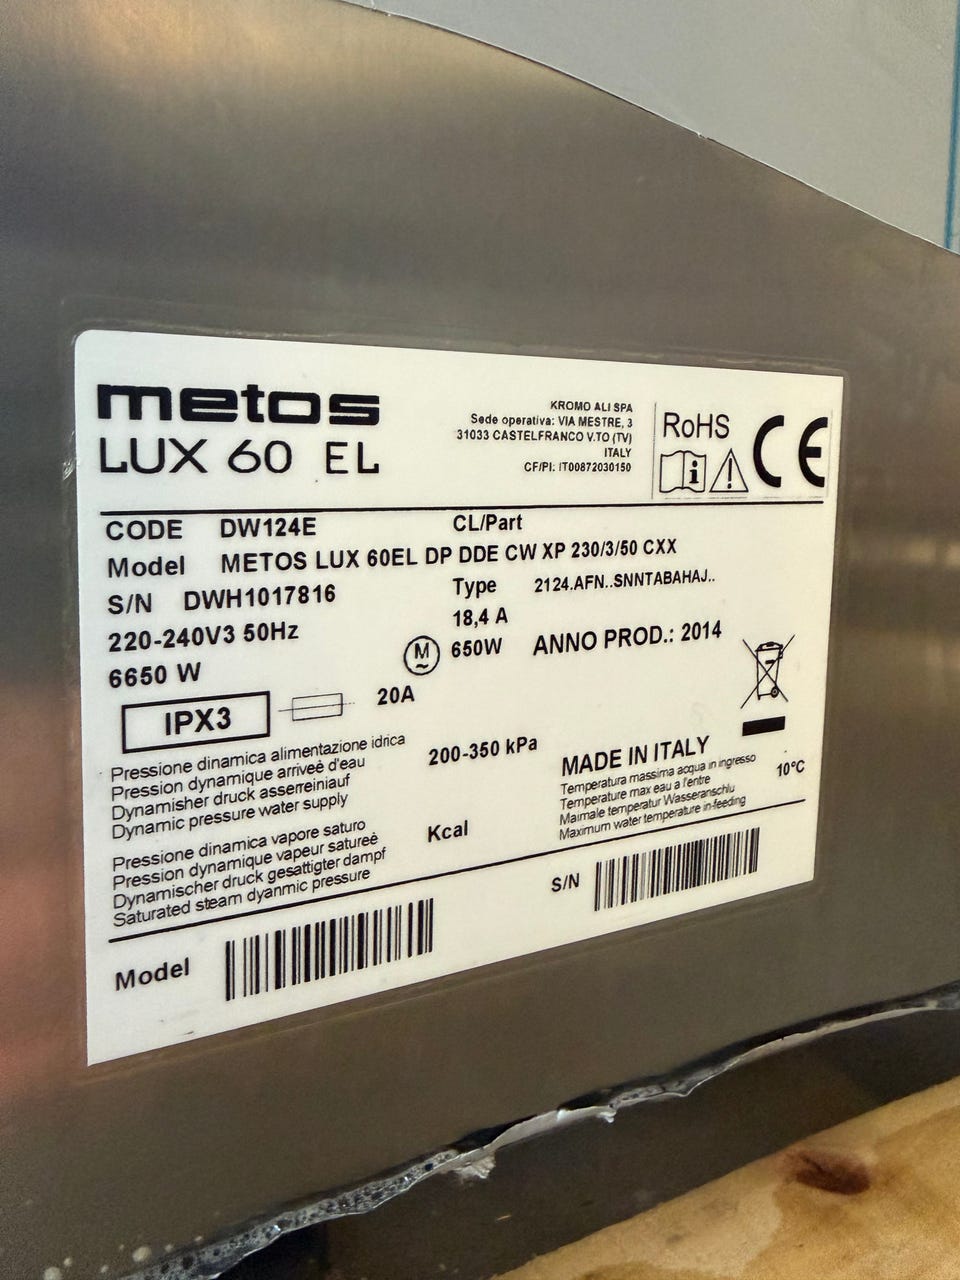 metos
LUX 60 EL
KROMO ALI SPA
Sede operativa: VIA MESTRE, 3
31033 CASTELFRANCO V.TO (TV)
ITALY
CF/PI: IT00872030150
RoHS
CE
CODE DW124E CL/Part
Model METOS LUX 60EL DP DDE CW XP 230/3/50 CXX
S/N DWH1017816 Type 2124.AFN..SNNTABAHAJ..
220-240V3 50Hz 18,4 A
6650 W M 650W ANNO PROD.: 2014
IPX3 20A
Pressione dinamica alimentazione idrica
Pression dynamique arriveè d'eau
Dynamisher druck asserreiniauf
Dynamic pressure water supply
200-350 kPa
MADE IN ITALY
Temperatura massima acqua in ingresso
Temperature max eau a l'entre
Maimale temperatur Wasseranschlu
Maximum water temperature in-feeding
10°C
Pressione dinamica vapore saturo
Pression dynamique vapeur satureè
Dynamischer druck gesattigter dampf
Saturated steam dyanmic pressure
Kcal
Model
S/N